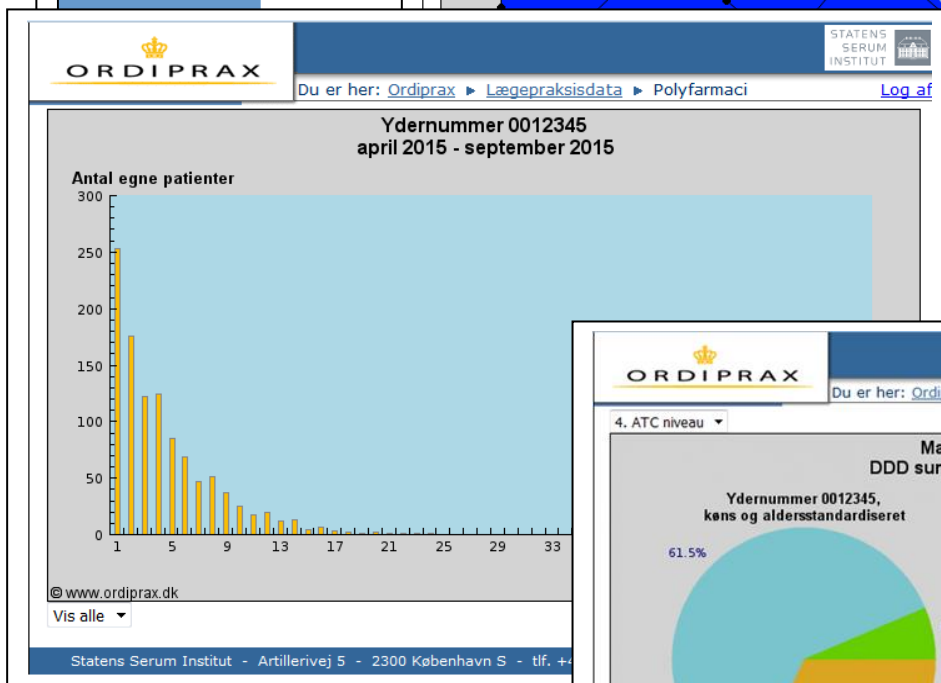 ORDIPRAX
STATENS
SERUM
INSTITUT
Du er her: Ordiprax ▶ Lægepraksisdata ▶ Polyfarmaci
Log af
Ydernummer 0012345
april 2015 - september 2015
Antal egne patienter
300
250
200
150
100
50
0
1 5 9 13 17 21 25 29 33
© www.ordiprax.dk
Vis alle
Statens Serum Institut - Artillerivej 5 - 2300 København S - tlf. +4
ORDIPRAX
Du er her: Ordi
4. ATC niveau
Ma
DDD sur
Ydernummer 0012345,
køns og aldersstandardiseret
61.5%